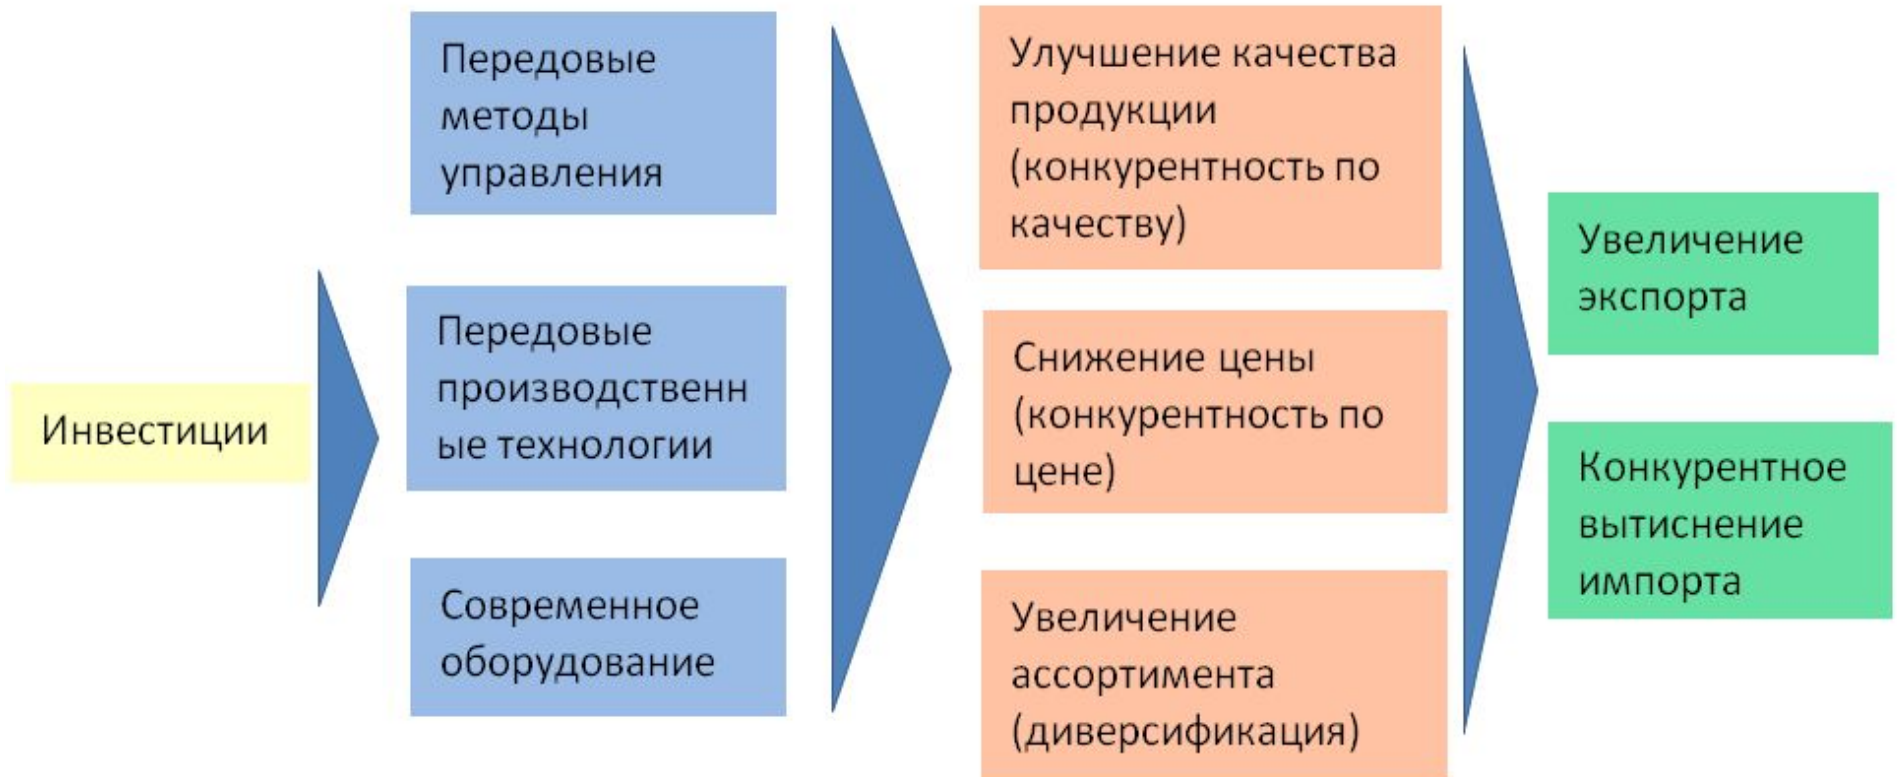 Инвестиции
Передовые
методы
управления
Передовые
производственн
ые технологии
Современное
оборудование
Улучшение качества
продукции
(конкурентность по
качеству)
Снижение цены
(конкурентность по
цене)
Увеличение
ассортимента
(диверсификация)
Увеличение
экспорта
Конкурентное
вытиснение
импорта